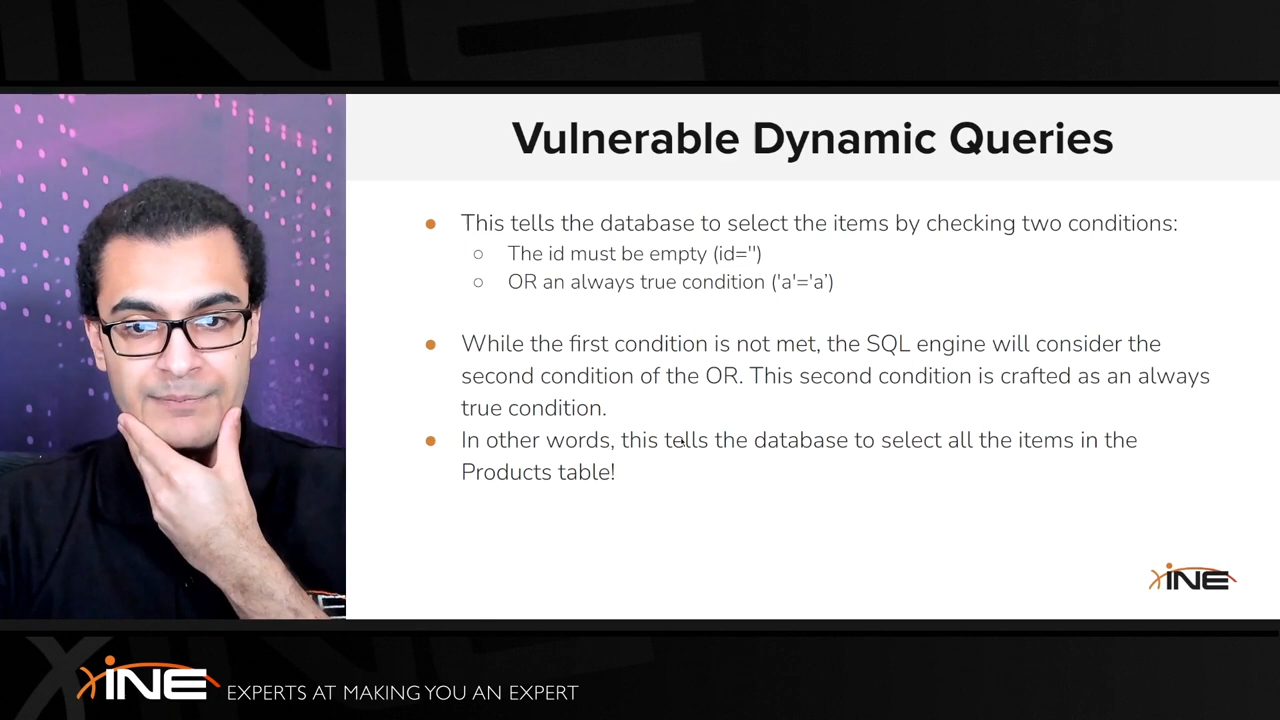 Vulnerable Dynamic Queries
● This tells the database to select the items by checking two conditions:
○ The id must be empty (id='')
○ OR an always true condition ('a'='a’)
● While the first condition is not met, the SQL engine will consider the
second condition of the OR. This second condition is crafted as an always
true condition.
● In other words, this tells the database to select all the items in the
Products table!
INE
INE EXPERTS AT MAKING YOU AN EXPERT